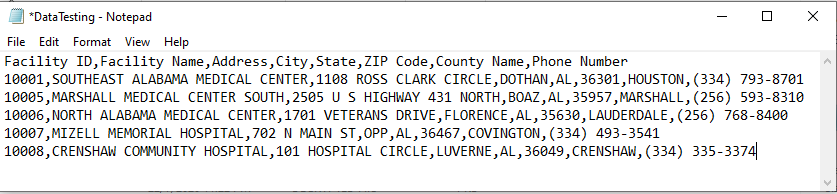 *DataTesting - Notepad
File Edit Format View Help
Facility ID,Facility Name,Address,City,State,ZIP Code,County Name,Phone Number
10001,SOUTHEAST ALABAMA MEDICAL CENTER,1108 ROSS CLARK CIRCLE,DOTHAN,AL,36301,HOUSTON,(334) 793-8701
10005,MARSHALL MEDICAL CENTER SOUTH,2505 U S HIGHWAY 431 NORTH,BOAZ,AL,35957,MARSHALL,(256) 593-8310
10006,NORTH ALABAMA MEDICAL CENTER,1701 VETERANS DRIVE,FLORENCE,AL,35630,LAUDERDALE,(256) 768-8400
10007,MIZELL MEMORIAL HOSPITAL,702 N MAIN ST,OPP,AL,36467,COVINGTON,(334) 493-3541
10008,CRENSHAW COMMUNITY HOSPITAL,101 HOSPITAL CIRCLE,LUVERNE,AL,36049,CRENSHAW,(334) 335-3374